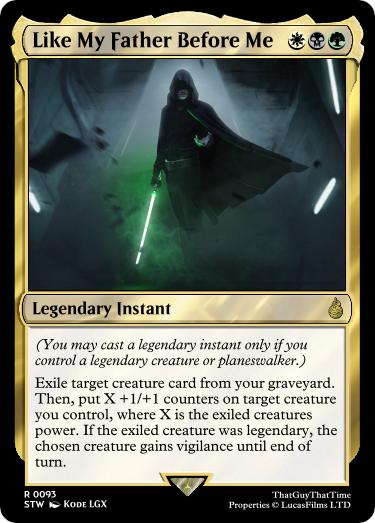 Like My Father Before Me
Legendary Instant
(You may cast a legendary instant only if you
control a legendary creature or planeswalker.)
Exile target creature card from your graveyard.
Then, put X +1/+1 counters on target creature
you control, where X is the exiled creatures
power. If the exiled creature was legendary, the
chosen creature gains vigilance until end of
turn.
R 0093
STW Kode LGX
ThatGuyThatTime
Properties © LucasFilms LTD